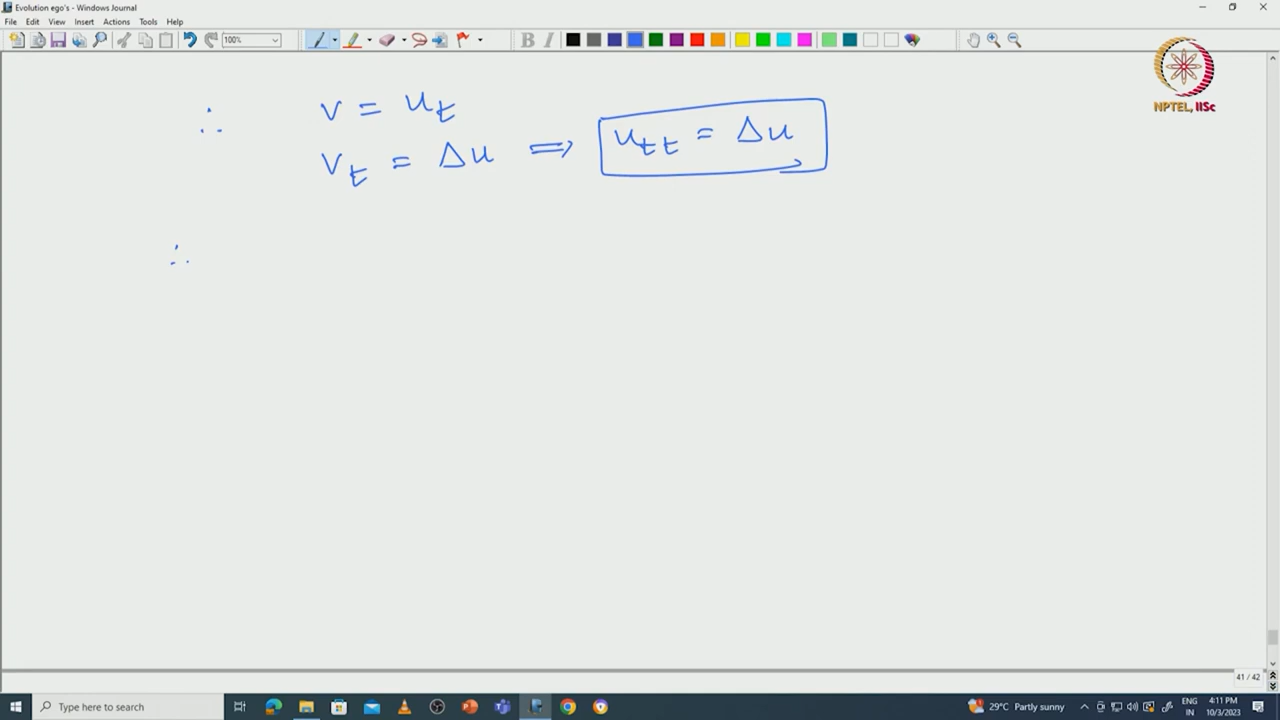 Evolution eqo's - Windows Journal
File Edit View Insert Actions Tools Help
100%
B I
NPTEL, IISc
∴ v = u_t
v_t = Δu ⟹ u_tt = Δu
∴
41 / 42
Type here to search
29°C Partly sunny
ENG
IN
4:11 PM
10/3/2023